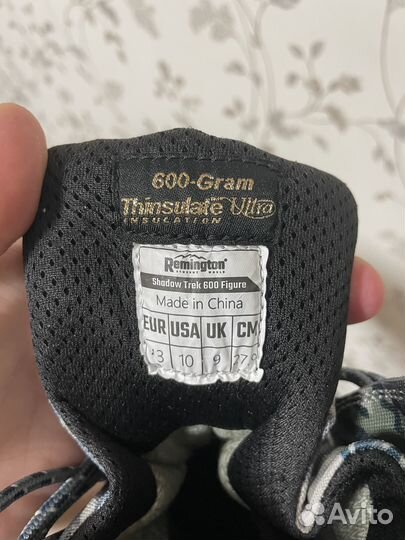 600-Gram
Thinsulate Ultra
INSULATION
Remington
Shadow Trek 600 Figure
Made in China
EUR USA UK CM
10 9
Avito